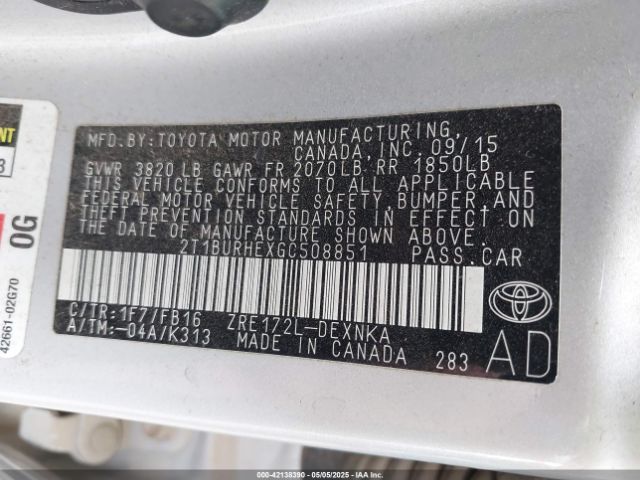 MFD.BY:TOYOTA MOTOR MANUFACTURING,
CANADA, INC. 09/15
GVWR 3820 LB GAWR FR 2070LB RR 1850LB
THIS VEHICLE CONFORMS TO ALL APPLICABLE
FEDERAL MOTOR VEHICLE SAFETY, BUMPER, AND
THEFT PREVENTION STANDARDS IN EFFECT ON
THE DATE OF MANUFACTURE SHOWN ABOVE.
2T1BURHEXGC508851 PASS.CAR
C/TR:1F7/FB16 ZRE172L-DEXNKA
A/TM:-04A/K313 MADE IN CANADA 283
AD
TOYOTA
0G
42661-02G70
000-42138390 - 05/05/2025 - IAAI.COM